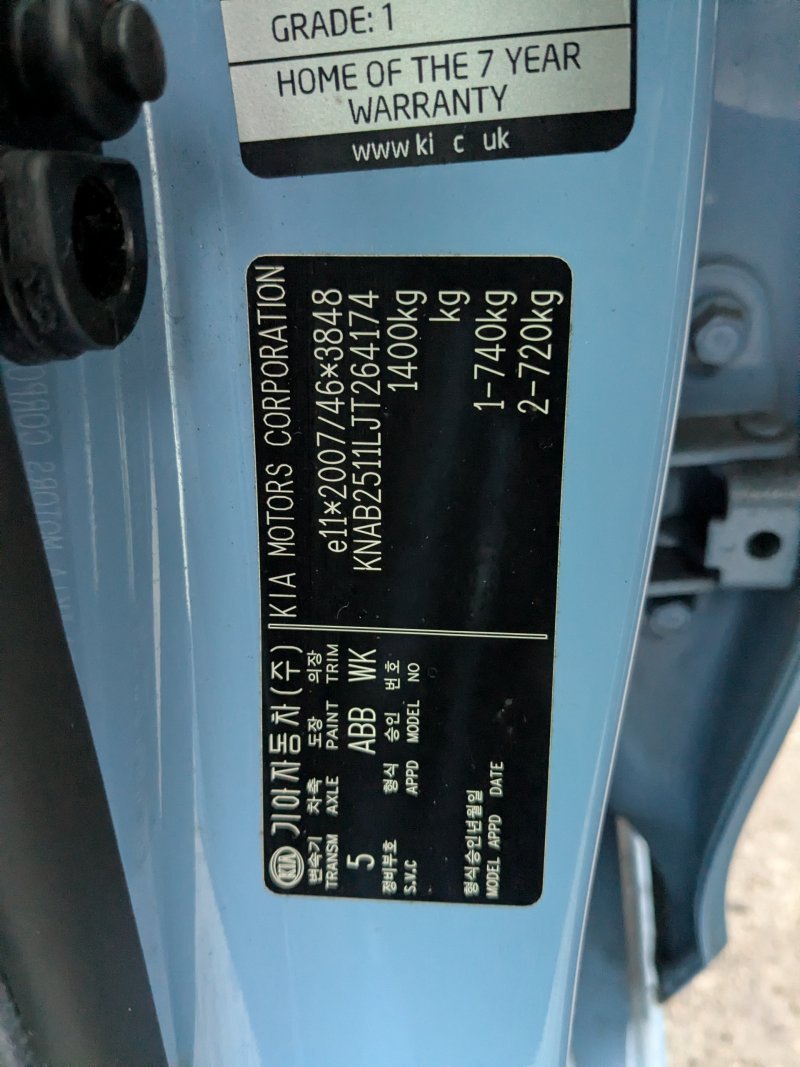 GRADE: 1
HOME OF THE 7 YEAR
WARRANTY
www ki c uk
KIA 기아자동차(주) KIA MOTORS CORPORATION
변속기 차축 도장 의장
TRANSM AXLE PAINT TRIM
5 ABB WK
e11*2007/46*3848
KNAB2511LJT264174
정비부호 형식 승인 번호
S.V.C APPD MODEL NO
1400kg
kg
형식승인년월일
MODEL APPD DATE
1-740kg
2-720kg